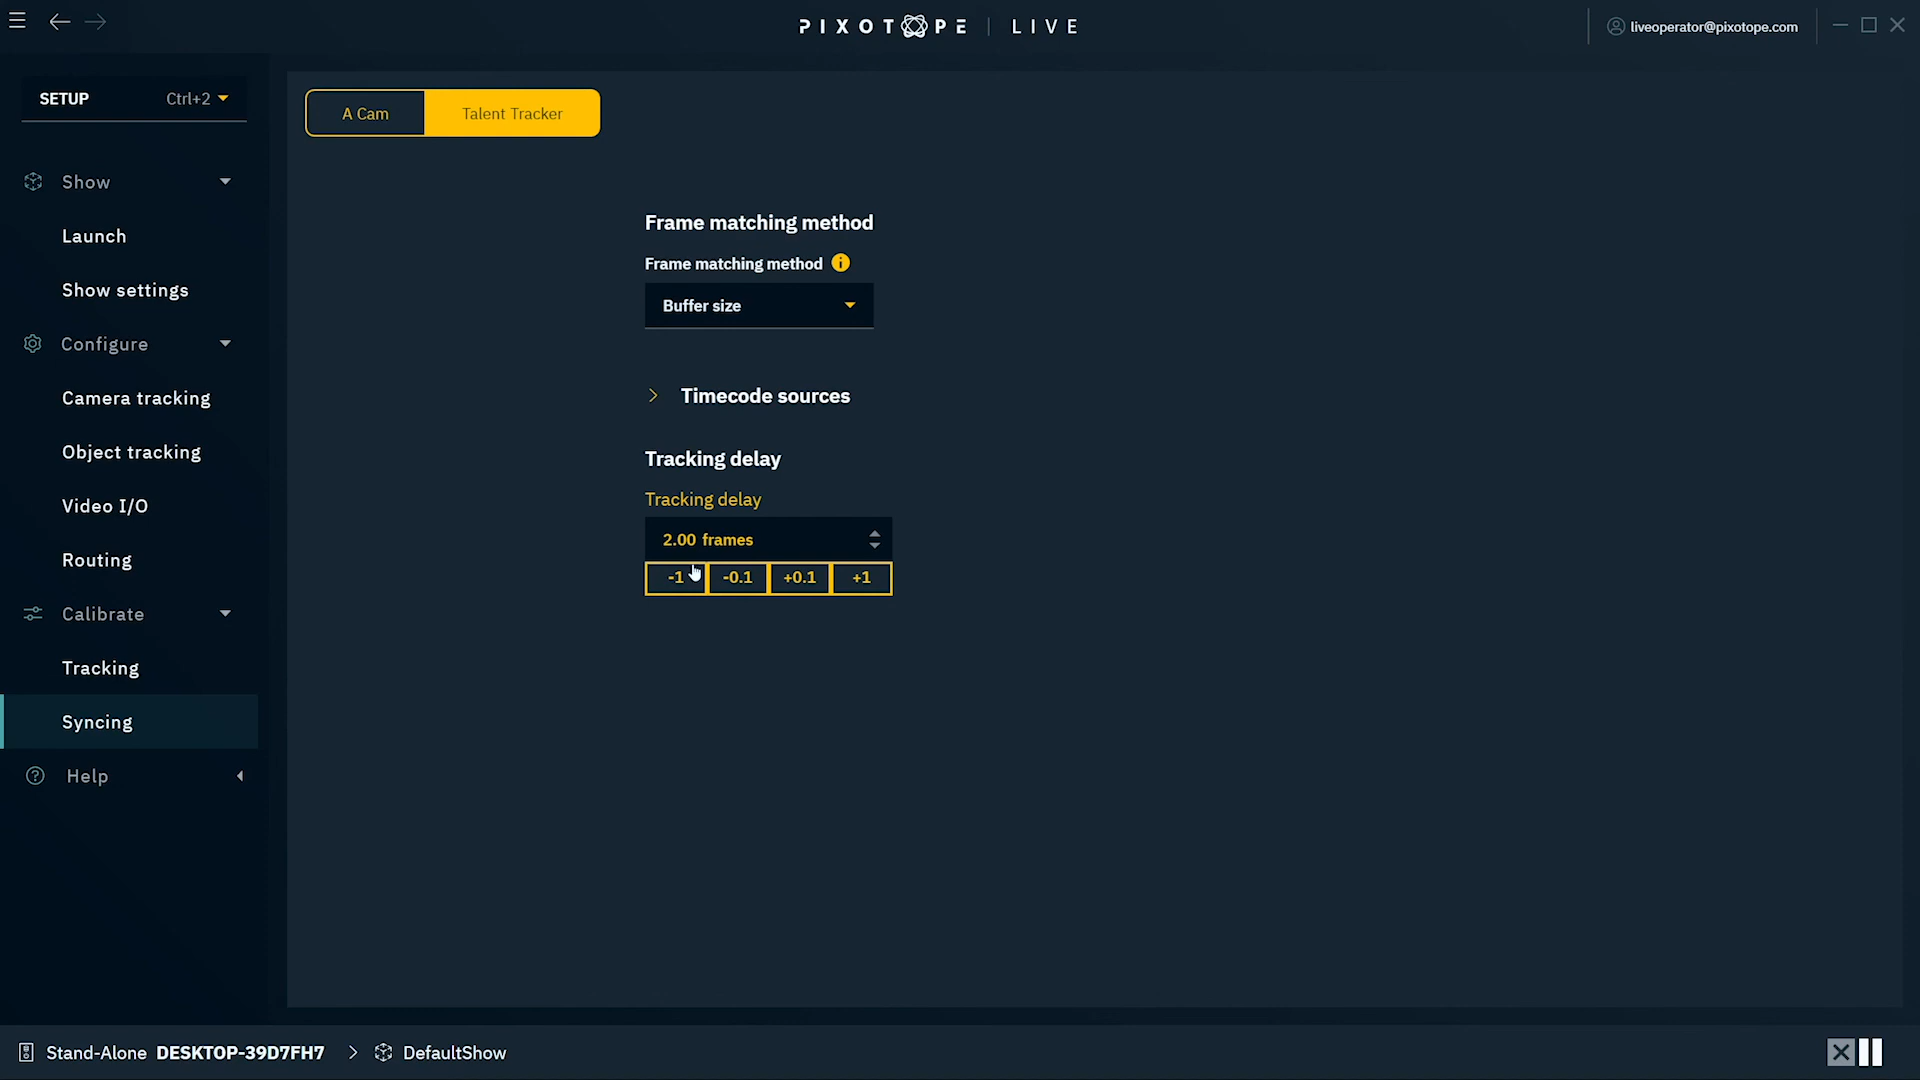 PIXOTOPE | LIVE
liveoperator@pixotope.com
SETUP Ctrl+2
A Cam
Talent Tracker
Show
Launch
Show settings
Configure
Camera tracking
Object tracking
Video I/O
Routing
Calibrate
Tracking
Syncing
Help
Frame matching method
Frame matching method
Buffer size
Timecode sources
Tracking delay
Tracking delay
2.00 frames
-1 -0.1 +0.1 +1
Stand-Alone DESKTOP-39D7FH7 DefaultShow